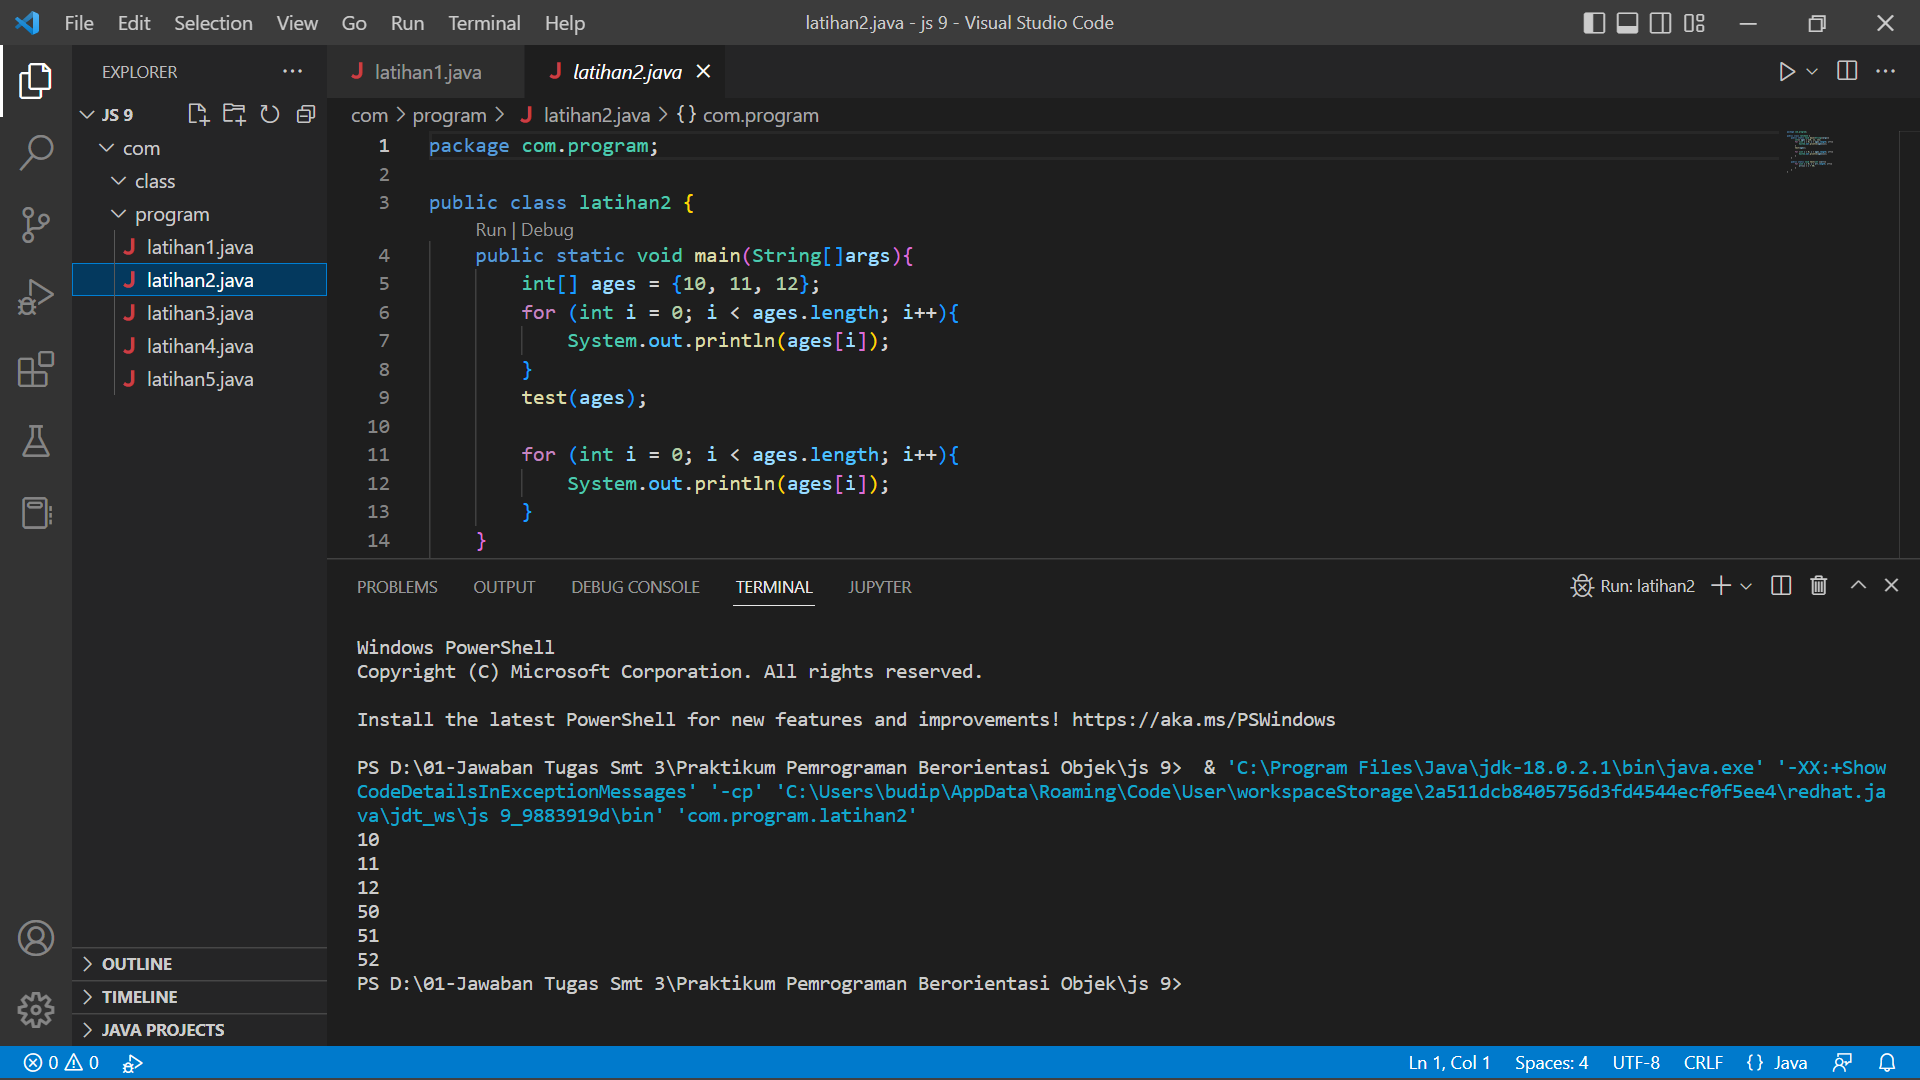 File Edit Selection View Go Run Terminal Help
latihan2.java - js 9 - Visual Studio Code
EXPLORER
JS 9
com
class
program
latihan1.java
latihan2.java
latihan3.java
latihan4.java
latihan5.java
OUTLINE
TIMELINE
JAVA PROJECTS
latihan1.java
latihan2.java
com > program > latihan2.java > {} com.program
1 package com.program;
2
3 public class latihan2 {
Run | Debug
4 public static void main(String[]args){
5 int[] ages = {10, 11, 12};
6 for (int i = 0; i < ages.length; i++){
7 System.out.println(ages[i]);
8 }
9 test(ages);
10
11 for (int i = 0; i < ages.length; i++){
12 System.out.println(ages[i]);
13 }
14 }
PROBLEMS OUTPUT DEBUG CONSOLE TERMINAL JUPYTER
Run: latihan2
Windows PowerShell
Copyright (C) Microsoft Corporation. All rights reserved.
Install the latest PowerShell for new features and improvements! https://aka.ms/PSWindows
PS D:\01-Jawaban Tugas Smt 3\Praktikum Pemrograman Berorientasi Objek\js 9>  & 'C:\Program Files\Java\jdk-18.0.2.1\bin\java.exe' '-XX:+Show
CodeDetailsInExceptionMessages' '-cp' 'C:\Users\budip\AppData\Roaming\Code\User\workspaceStorage\2a511dcb8405756d3fd4544ecf0f5ee4\redhat.ja
va\jdt_ws\js 9_9883919d\bin' 'com.program.latihan2'
10
11
12
50
51
52
PS D:\01-Jawaban Tugas Smt 3\Praktikum Pemrograman Berorientasi Objek\js 9>
0 0
Ln 1, Col 1 Spaces: 4 UTF-8 CRLF {} Java